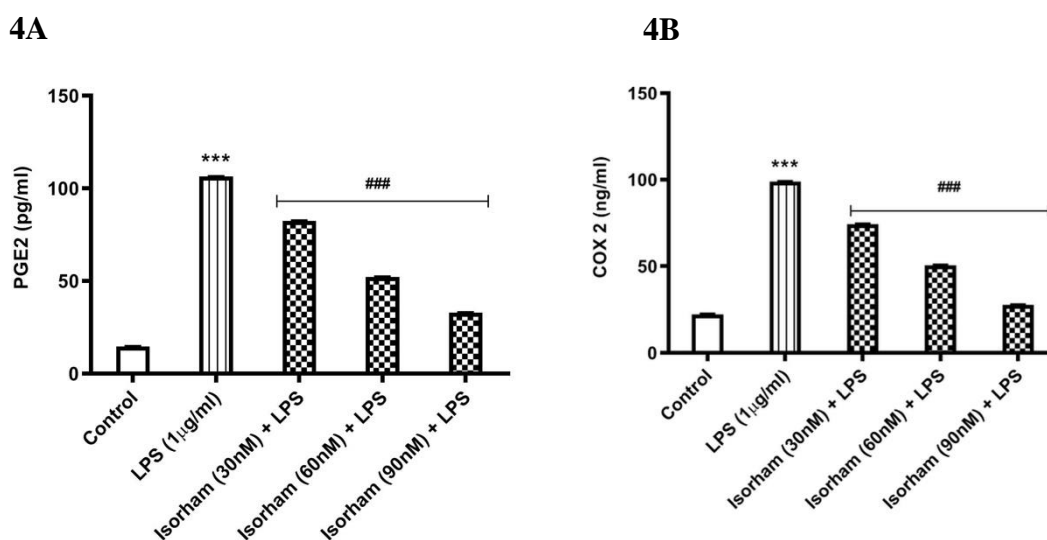 4A
PGE2 (pg/ml)
150
100
50
0
***
###
Control
LPS (1μg/ml)
Isorham (30nM) + LPS
Isorham (60nM) + LPS
Isorham (90nM) + LPS
4B
COX 2 (ng/ml)
150
100
50
0
***
###
Control
LPS (1μg/ml)
Isorham (30nM) + LPS
Isorham (60nM) + LPS
Isorham (90nM) + LPS